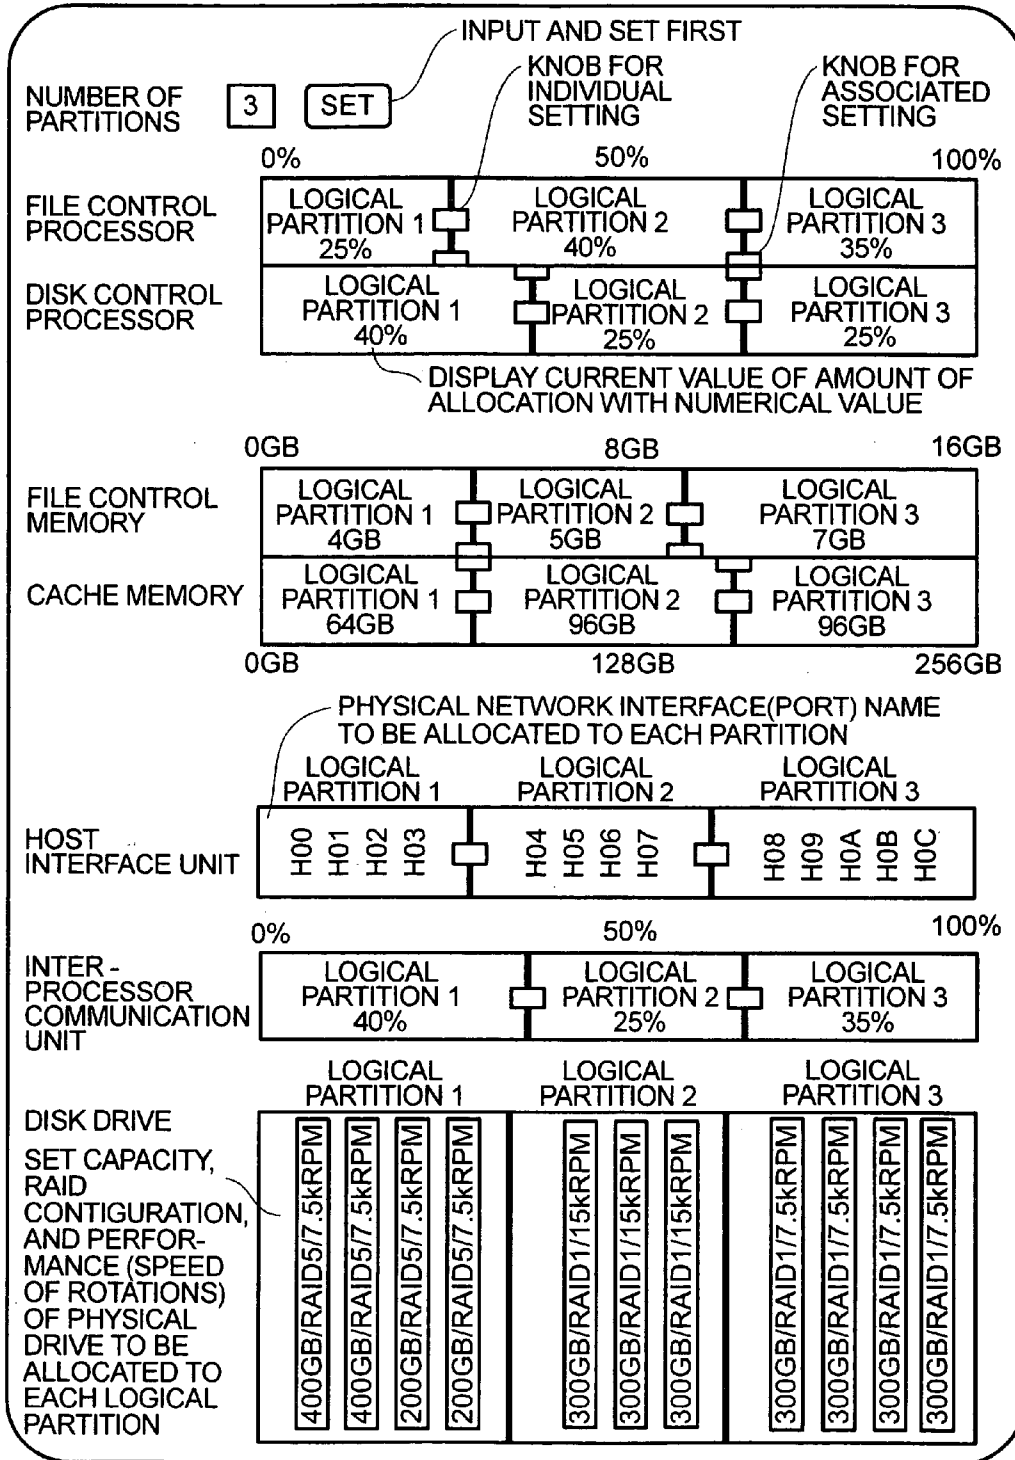 INPUT AND SET FIRST
NUMBER OF
PARTITIONS
3
SET
KNOB FOR
INDIVIDUAL
SETTING
KNOB FOR
ASSOCIATED
SETTING
0% 50% 100%
FILE CONTROL
PROCESSOR
LOGICAL
PARTITION 1
25%
LOGICAL
PARTITION 2
40%
LOGICAL
PARTITION 3
35%
DISK CONTROL
PROCESSOR
LOGICAL
PARTITION 1
40%
LOGICAL
PARTITION 2
25%
LOGICAL
PARTITION 3
25%
DISPLAY CURRENT VALUE OF AMOUNT OF
ALLOCATION WITH NUMERICAL VALUE
0GB 8GB 16GB
FILE CONTROL
MEMORY
LOGICAL
PARTITION 1
4GB
LOGICAL
PARTITION 2
5GB
LOGICAL
PARTITION 3
7GB
CACHE MEMORY
LOGICAL
PARTITION 1
64GB
LOGICAL
PARTITION 2
96GB
LOGICAL
PARTITION 3
96GB
0GB 128GB 256GB
PHYSICAL NETWORK INTERFACE(PORT) NAME
TO BE ALLOCATED TO EACH PARTITION
LOGICAL
PARTITION 1
LOGICAL
PARTITION 2
LOGICAL
PARTITION 3
HOST
INTERFACE UNIT
H00
H01
H02
H03
H04
H05
H06
H07
H08
H09
H0A
H0B
H0C
0% 50% 100%
INTER-
PROCESSOR
COMMUNICATION
UNIT
LOGICAL
PARTITION 1
40%
LOGICAL
PARTITION 2
25%
LOGICAL
PARTITION 3
35%
LOGICAL
PARTITION 1
LOGICAL
PARTITION 2
LOGICAL
PARTITION 3
DISK DRIVE
SET CAPACITY,
RAID
CONTIGURATION,
AND PERFOR-
MANCE (SPEED
OF ROTATIONS)
OF PHYSICAL
DRIVE TO BE
ALLOCATED TO
EACH LOGICAL
PARTITION
400GB/RAID5/7.5kRPM
400GB/RAID5/7.5kRPM
200GB/RAID5/7.5kRPM
200GB/RAID5/7.5kRPM
300GB/RAID1/15kRPM
300GB/RAID1/15kRPM
300GB/RAID1/15kRPM
300GB/RAID1/7.5kRPM
300GB/RAID1/7.5kRPM
300GB/RAID1/7.5kRPM
300GB/RAID1/7.5kRPM